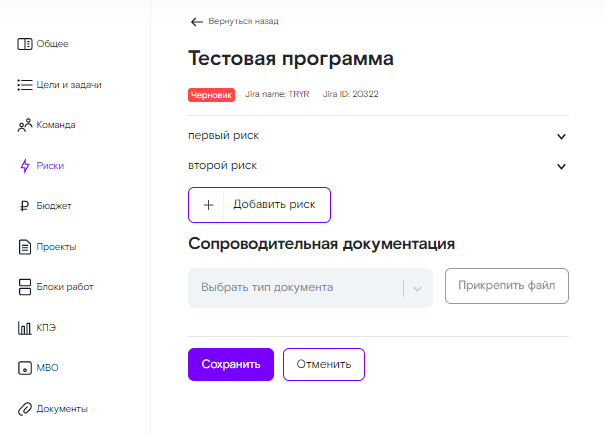 Вернуться назад
Тестовая программа
Черновик Jira name: TRYR Jira ID: 20322
Общее
Цели и задачи
Команда
Риски
Бюджет
Проекты
Блоки работ
КПЭ
МВО
Документы
первый риск
второй риск
Добавить риск
Сопроводительная документация
Выбрать тип документа
Прикрепить файл
Сохранить
Отменить